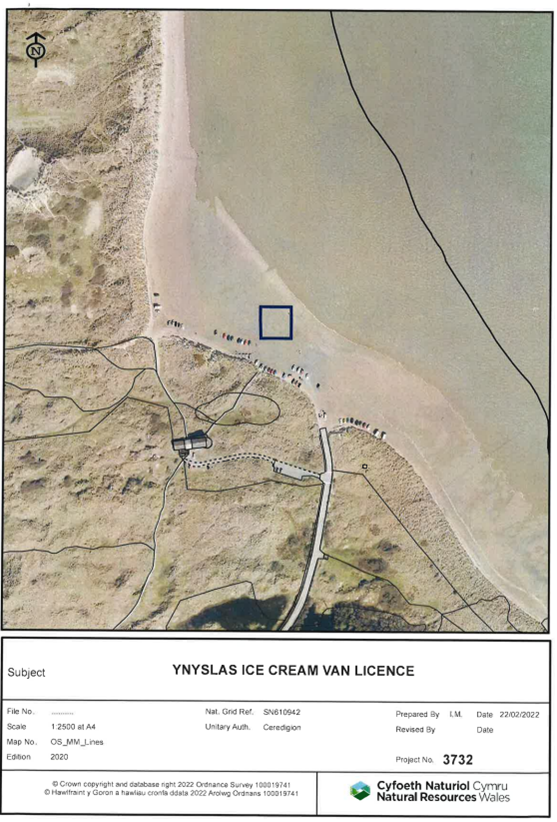 N
Subject YNYSLAS ICE CREAM VAN LICENCE
File No. ..........
Scale 1:2500 at A4
Map No. OS_MM_Lines
Edition 2020
Nat. Grid Ref. SN610942
Unitary Auth. Ceredigion
Prepared By I.M. Date 22/02/2022
Revised By Date
Project No. 3732
© Crown copyright and database right 2022 Ordnance Survey 100019741
© Hawlfraint y Goron a hawliau cronfa ddata 2022 Arolwg Ordnans 100019741
Cyfoeth Naturiol Cymru
Natural Resources Wales